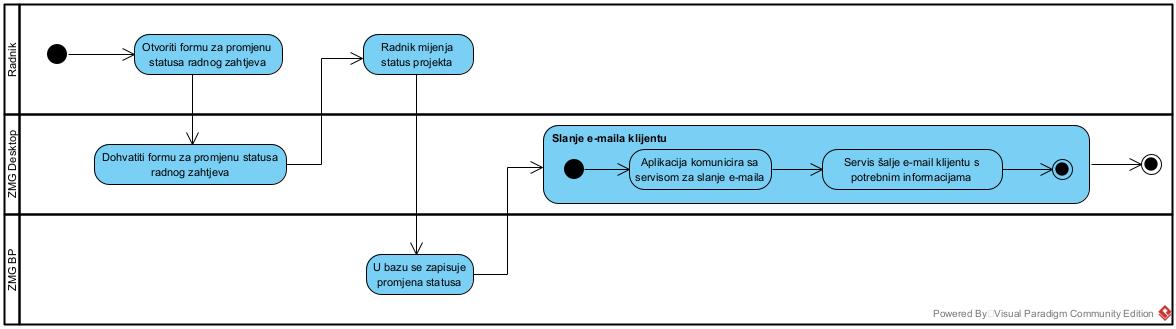 Radnik
Otvoriti formu za promjenu
statusa radnog zahtjeva
Radnik mijenja
status projekta
ZMG Desktop
Dohvatiti formu za promjenu statusa
radnog zahtjeva
Slanje e-maila klijentu
Aplikacija komunicira sa
servisom za slanje e-maila
Servis šalje e-mail klijentu s
potrebnim informacijama
ZMG BP
U bazu se zapisuje
promjena statusa
Powered By Visual Paradigm Community Edition